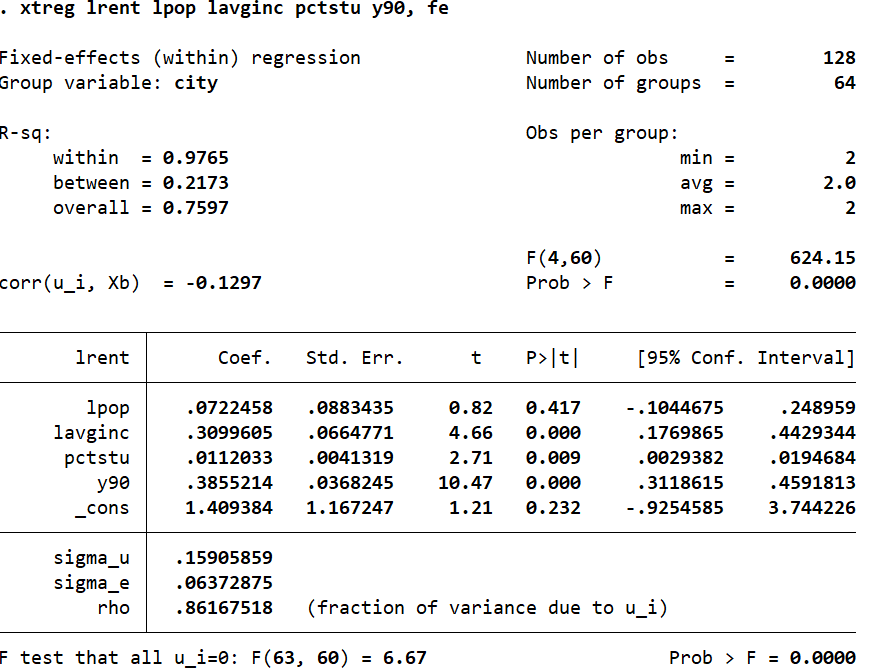 . xtreg lrent lpop lavginc pctstu y90, fe
Fixed-effects (within) regression Number of obs = 128
Group variable: city Number of groups = 64
R-sq: Obs per group:
within = 0.9765 min = 2
between = 0.2173 avg = 2.0
overall = 0.7597 max = 2
F(4,60) = 624.15
corr(u_i, Xb) = -0.1297 Prob > F = 0.0000
lrent Coef. Std. Err. t P>|t| [95% Conf. Interval]
lpop .0722458 .0883435 0.82 0.417 -.1044675 .248959
lavginc .3099605 .0664771 4.66 0.000 .1769865 .4429344
pctstu .0112033 .0041319 2.71 0.009 .0029382 .0194684
y90 .3855214 .0368245 10.47 0.000 .3118615 .4591813
_cons 1.409384 1.167247 1.21 0.232 -.9254585 3.744226
sigma_u .15905859
sigma_e .06372875
rho .86167518 (fraction of variance due to u_i)
F test that all u_i=0: F(63, 60) = 6.67 Prob > F = 0.0000